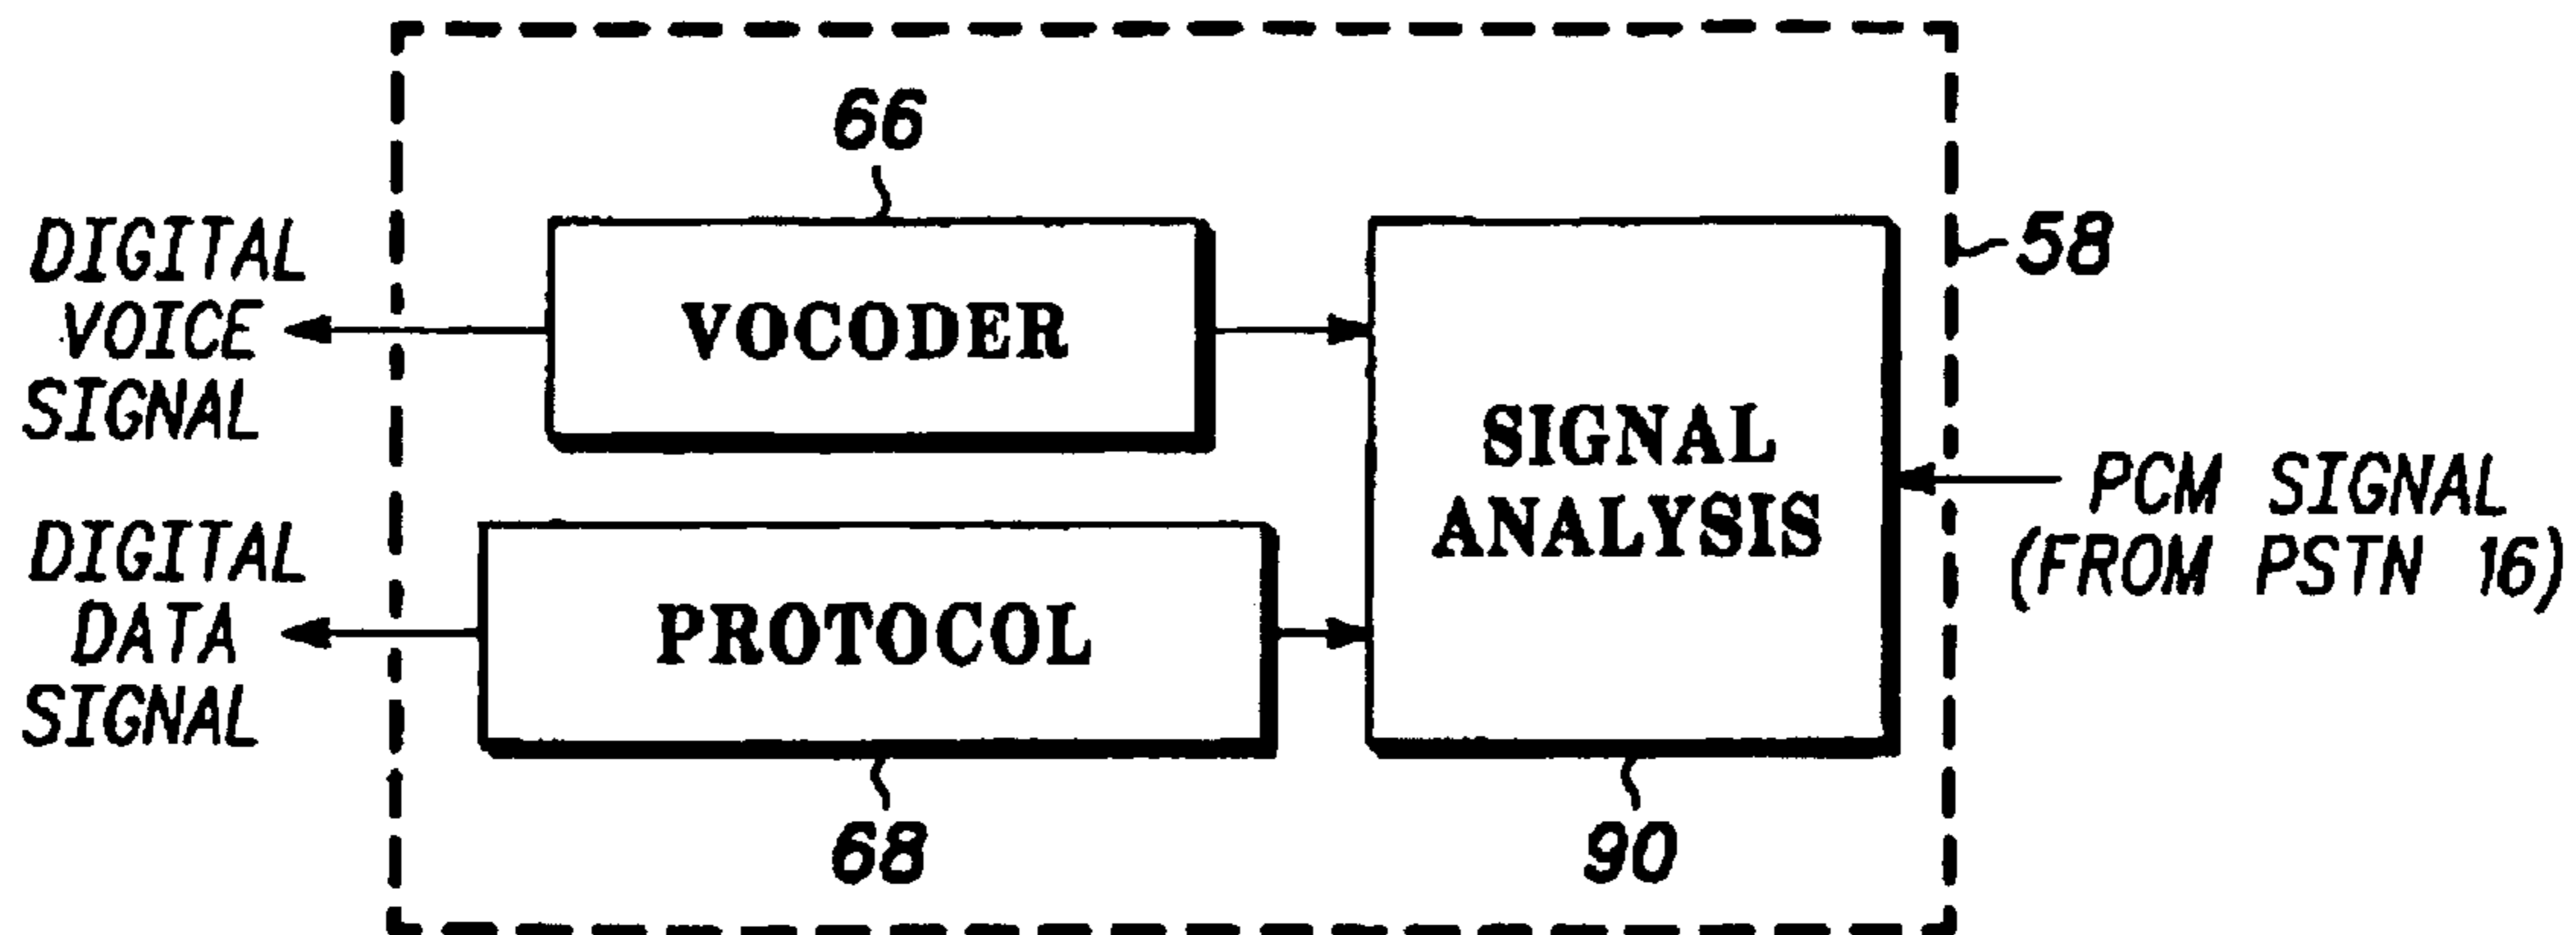 66
DIGITAL
VOICE
SIGNAL
VOCODER
58
SIGNAL
ANALYSIS
PCM SIGNAL
(FROM PSTN 16)
DIGITAL
DATA
SIGNAL
PROTOCOL
68
90